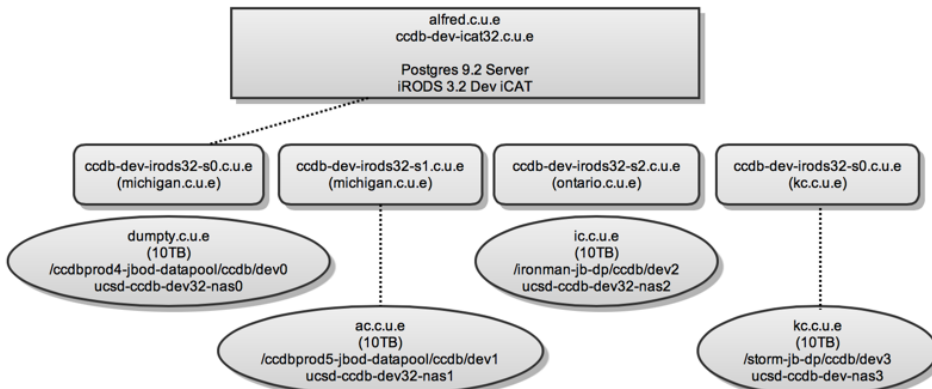 alfred.c.u.e
ccdb-dev-icat32.c.u.e
Postgres 9.2 Server
iRODS 3.2 Dev iCAT
ccdb-dev-irods32-s0.c.u.e
(michigan.c.u.e)
ccdb-dev-irods32-s1.c.u.e
(michigan.c.u.e)
ccdb-dev-irods32-s2.c.u.e
(ontario.c.u.e)
ccdb-dev-irods32-s0.c.u.e
(kc.c.u.e)
dumpty.c.u.e
(10TB)
/ccdbprod4-jbod-datapool/ccdb/dev0
ucsd-ccdb-dev32-nas0
ic.c.u.e
(10TB)
/ironman-jb-dp/ccdb/dev2
ucsd-ccdb-dev32-nas2
ac.c.u.e
(10TB)
/ccdbprod5-jbod-datapool/ccdb/dev1
ucsd-ccdb-dev32-nas1
kc.c.u.e
(10TB)
/storm-jb-dp/ccdb/dev3
ucsd-ccdb-dev-nas3